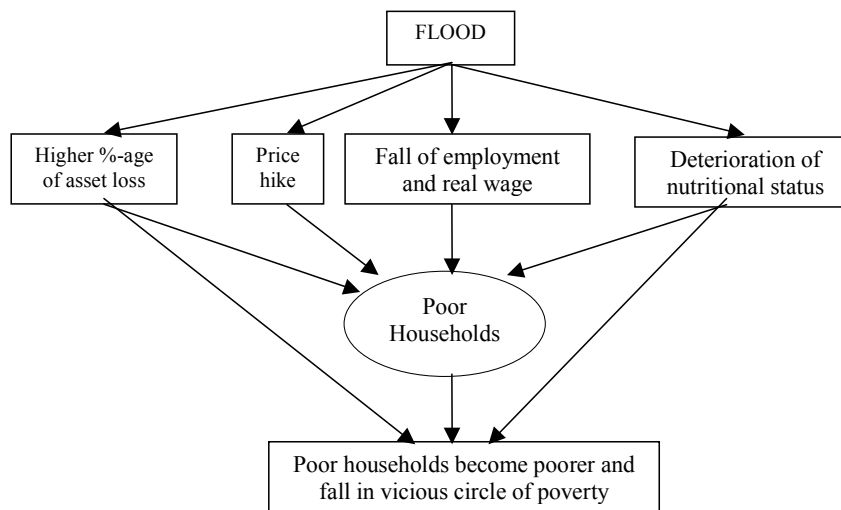 FLOOD
Higher %-age
of asset loss
Price
hike
Fall of employment
and real wage
Deterioration of
nutritional status
Poor
Households
Poor households become poorer and
fall in vicious circle of poverty